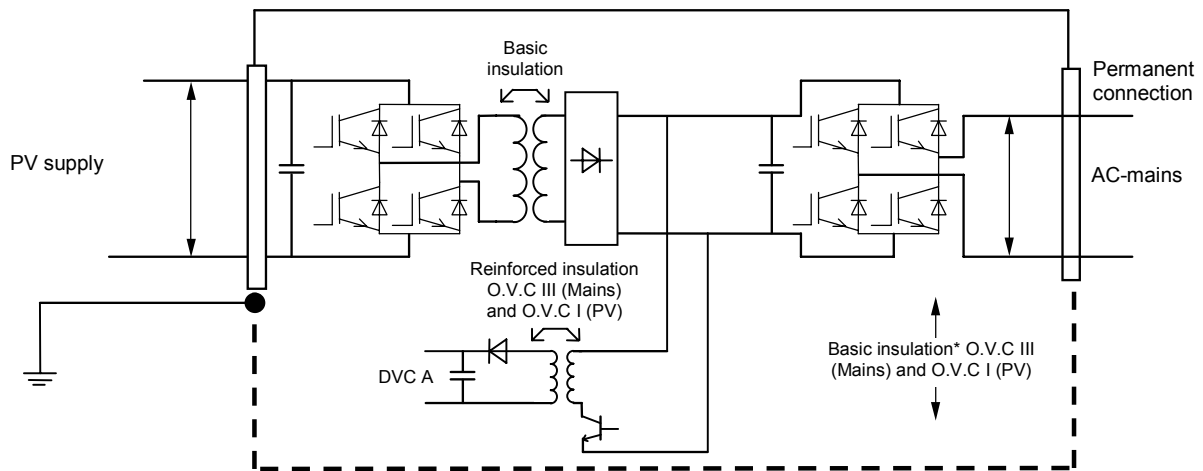 Basic
insulation
Permanent
connection
PV supply
AC-mains
Reinforced insulation
O.V.C III (Mains)
and O.V.C I (PV)
DVC A
Basic insulation* O.V.C III
(Mains) and O.V.C I (PV)